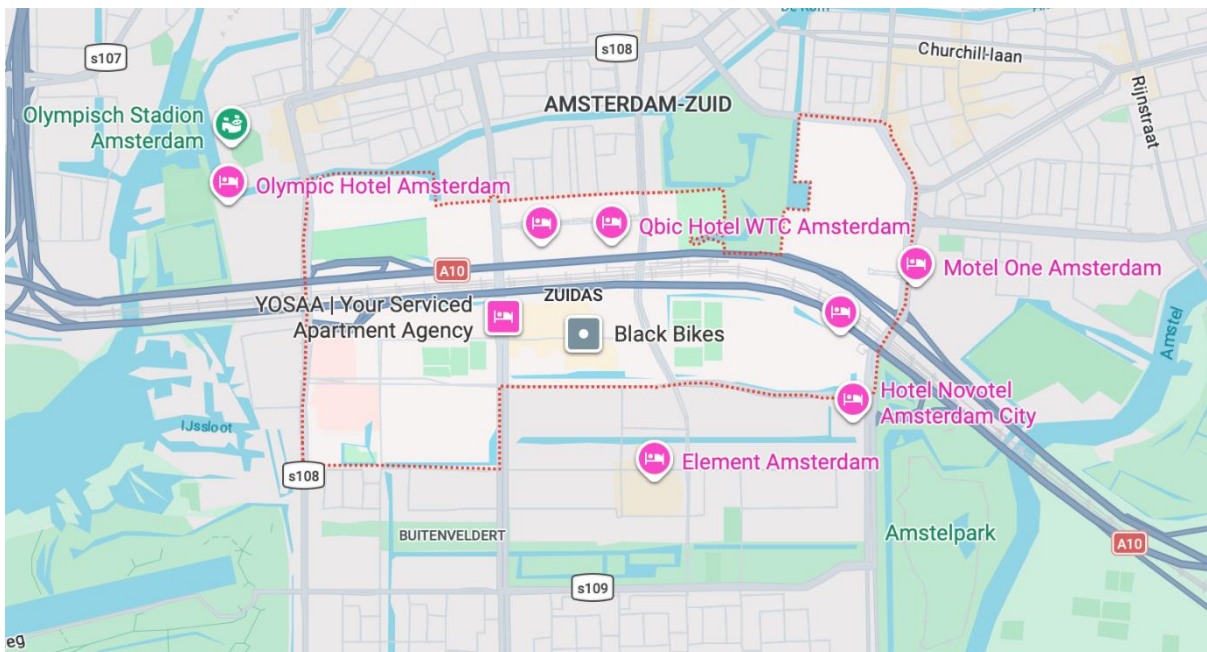 De Kom
s107
s108
Churchill-laan
Rijnstraat
AMSTERDAM-ZUID
Olympisch Stadion
Amsterdam
Olympic Hotel Amsterdam
Qbic Hotel WTC Amsterdam
Motel One Amsterdam
A10
YOSAA | Your Serviced
Apartment Agency
ZUIDAS
Black Bikes
Amstel
Hotel Novotel
Amsterdam City
IJssloot
s108
Element Amsterdam
BUITENVELDERT
Amstelpark
A10
s109
eg